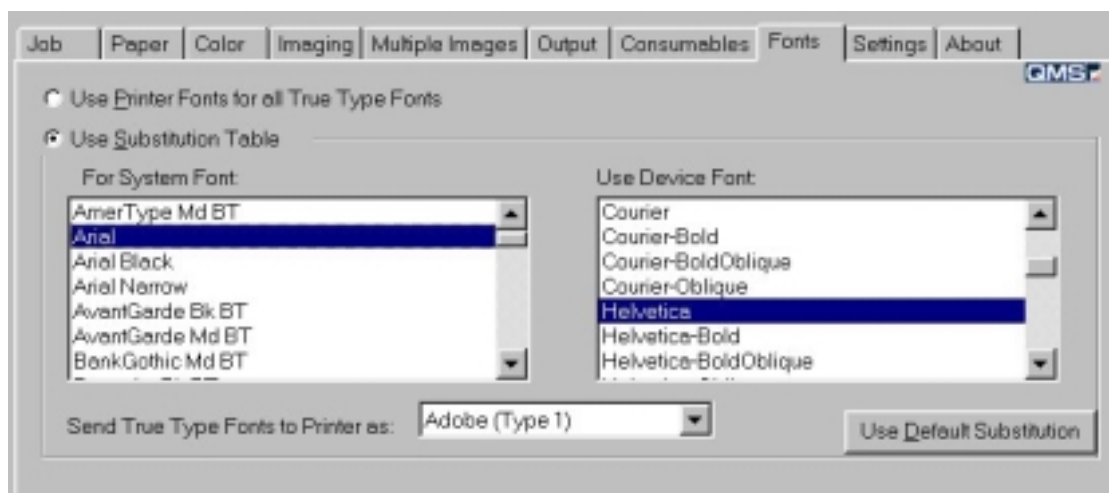 Job Paper Color Imaging Multiple Images Output Consumables Fonts Settings About
QMS
Use Printer Fonts for all True Type Fonts
Use Substitution Table
For System Font:
AmerType Md BT
Arial
Arial Black
Arial Narrow
AvantGarde Bk BT
AvantGarde Md BT
BankGothic Md BT
Use Device Font:
Courier
Courier-Bold
Courier-BoldOblique
Courier-Oblique
Helvetica
Helvetica-Bold
Helvetica-BoldOblique
Send True Type Fonts to Printer as: Adobe (Type 1)
Use Default Substitution